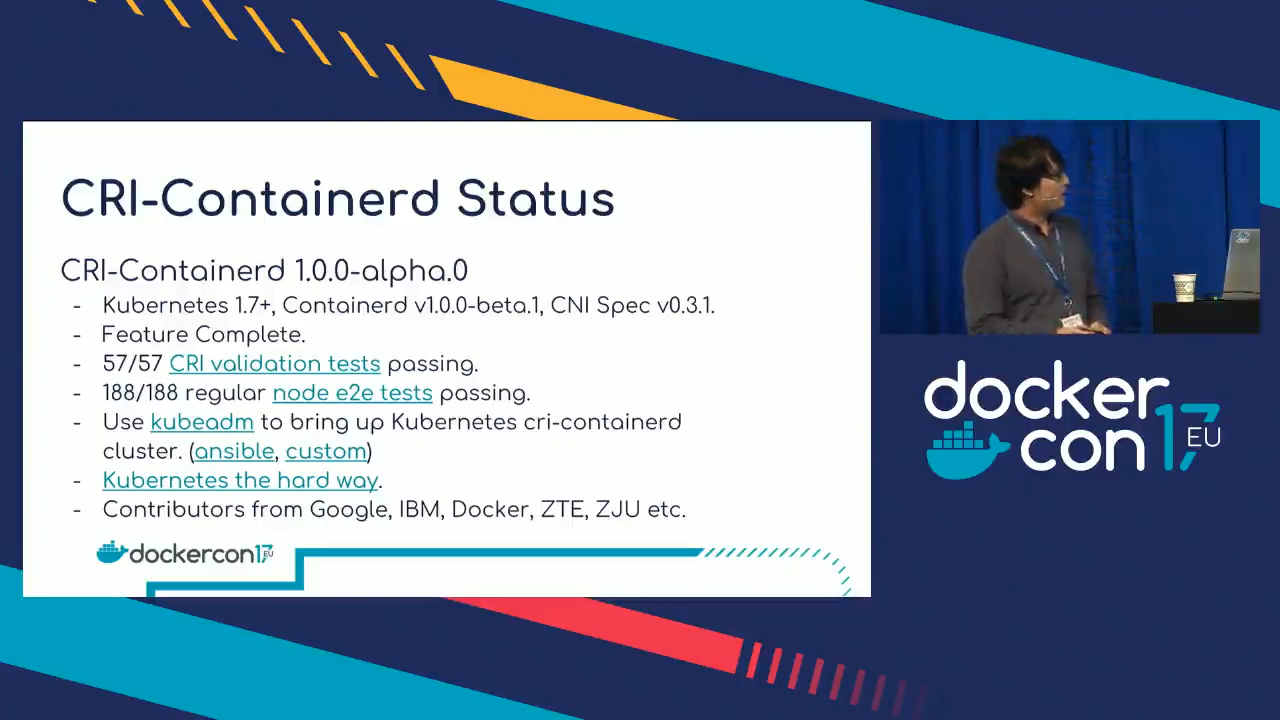 CRI-Containerd Status
CRI-Containerd 1.0.0-alpha.0
- Kubernetes 1.7+, Containerd v1.0.0-beta.1, CNI Spec v0.3.1.
- Feature Complete.
- 57/57 CRI validation tests passing.
- 188/188 regular node e2e tests passing.
- Use kubeadm to bring up Kubernetes cri-containerd
cluster. (ansible, custom)
- Kubernetes the hard way.
- Contributors from Google, IBM, Docker, ZTE, ZJU etc.
dockercon17 EU
docker
con 17 EU